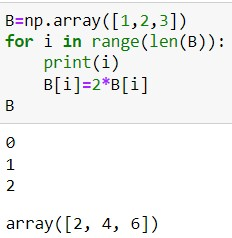 B=np.array([1,2,3])
for i in range(len(B)):
    print(i)
    B[i]=2*B[i]
B
0
1
2
array([2, 4, 6])